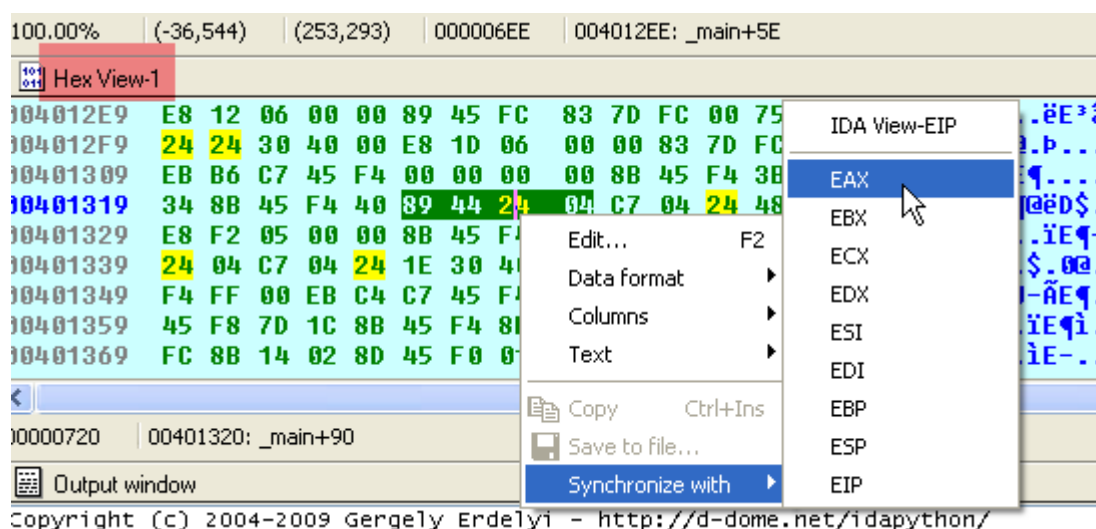 100.00% (-36,544) (253,293) 000006EE 004012EE: _main+5E
Hex View-1
004012E9 E8 12 06 00 00 89 45 FC 83 7D FC 00 75
004012F9 24 24 30 40 00 E8 1D 06 00 00 83 7D FC
00401309 EB B6 C7 45 F4 00 00 00 00 8B 45 F4 3B
00401319 34 8B 45 F4 40 89 44 24 04 C7 04 24 48
00401329 E8 F2 05 00 00 8B 45
00401339 24 04 C7 04 24 1E 30
00401349 F4 FF 00 EB C4 C7 45
00401359 45 F8 7D 1C 8B 45 F4
00401369 FC 8B 14 02 8D 45 F0
00000720 00401320: _main+90
Edit... F2
Data format
Columns
Text
Copy Ctrl+Ins
Save to file...
Synchronize with
IDA View-EIP
EAX
EBX
ECX
EDX
ESI
EDI
EBP
ESP
EIP
Output window
Copyright (c) 2004-2009 Gergely Erdelyi - http://d-dome.net/idapython/